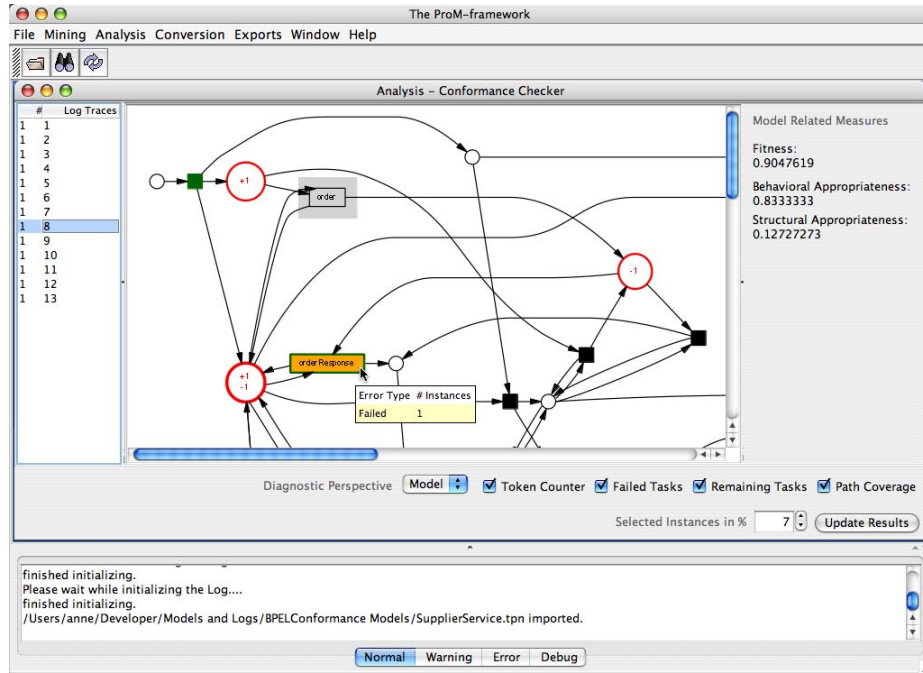 The ProM-framework
File Mining Analysis Conversion Exports Window Help
Analysis - Conformance Checker
# Log Traces
1 1
1 2
1 3
1 4
1 5
1 6
1 7
1 8
1 9
1 10
1 11
1 12
1 13
+1
order
-1
orderResponse
+1
-1
Error Type # Instances
Failed 1
Model Related Measures
Fitness:
0.9047619
Behavioral Appropriateness:
0.8333333
Structural Appropriateness:
0.12727273
Diagnostic Perspective Model Token Counter Failed Tasks Remaining Tasks Path Coverage
Selected Instances in % 7 Update Results
finished initializing.
Please wait while initializing the Log....
finished initializing.
/Users/anne/Developer/Models and Logs/BPELConformance Models/SupplierService.tpn imported.
Normal Warning Error Debug